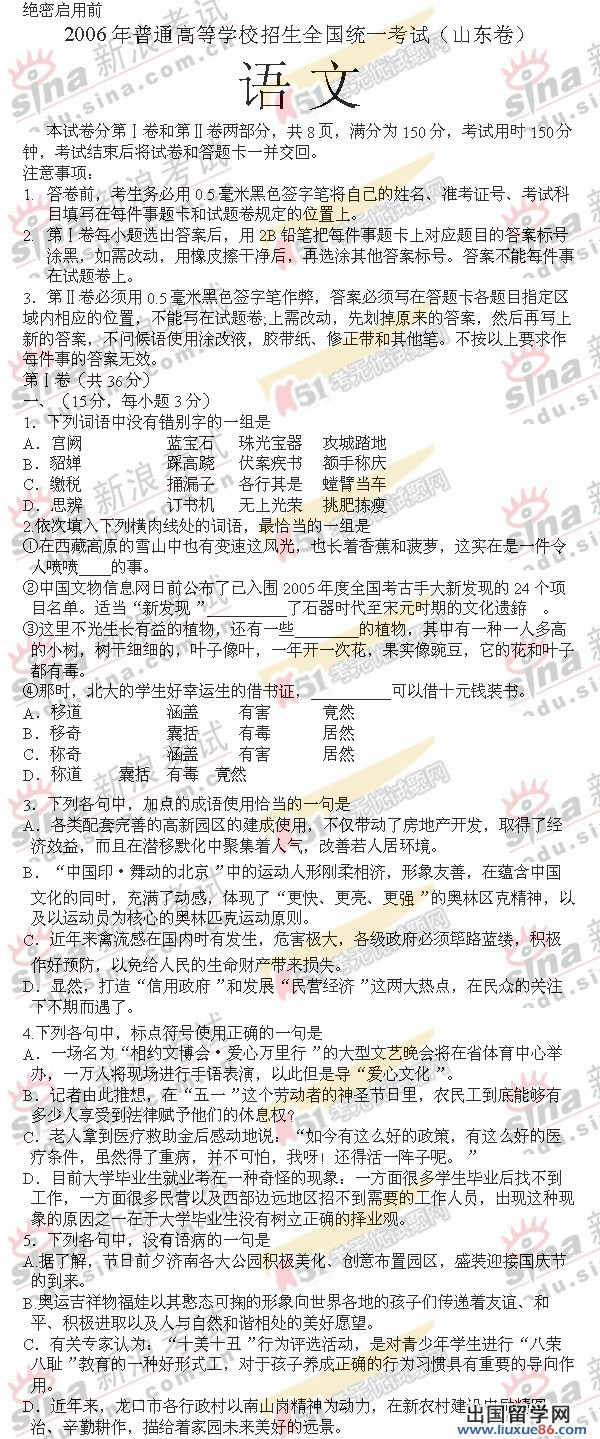 绝密启用前
2006年普通高等学校招生全国统一考试（山东卷）
语 文
本试卷分第Ⅰ卷和第Ⅱ卷两部分，共8页，满分为150分，考试用时150分
钟，考试结束后将试卷和答题卡一并交回。
注意事项：
1. 答卷前，考生务必用0.5毫米黑色签字笔将自己的姓名、准考证号、考试科
目填写在每件事题卡和试题卷规定的位置上。
2. 第Ⅰ卷每小题选出答案后，用2B铅笔把每件事题卡上对应题目的答案标号
涂黑，如需改动，用橡皮擦干净后，再选涂其他答案标号。答案不能每件事
在试题卷上。
3．第Ⅱ卷必须用0.5毫米黑色签字笔作弊，答案必须写在答题卡各题目指定区
域内相应的位置，不能写在试题卷;上需改动，先划掉原来的答案，然后再写上
新的答案，不问候语使用涂改液，胶带纸、修正带和其他笔。不按以上要求作
每件事的答案无效。
第Ⅰ卷（共36分）
一、（15分，每小题3分）
1．下列词语中没有错别字的一组是
A．宫阙 蓝宝石 珠光宝器 攻城踏地
B．貂婵 踩高跷 伏案疾书 额手称庆
C．缴税 捅漏子 各行其是 螳臂当车
D．思辨 订书机 无上光荣 挑肥拣瘦
2.依次填入下列横肉线处的词语，最恰当的一组是
①在西藏高原的雪山中也有变速这风光，也长着香蕉和菠萝，这实在是一件令
人啧啧____的事。
②中国文物信息网日前公布了已入围2005年度全国考古手大新发现的24个项
目名单。适当“新发现 ”__________了石器时代至宋元时期的文化遗錇 。
③这里不光生长有益的植物，还有一些________的植物，其中有一种一人多高
的小树，树干细细的，叶子像叶，一年开一次花，果实像豌豆，它的花和叶子
都有毒。
④那时，北大的学生好幸运生的借书证，__________可以借十元钱装书。
A．移道 涵盖 有害 竟然
B．移奇 囊括 有毒 居然
C．称奇 涵盖 有害 居然
D．称道 囊括 有毒 竟然
3．下列各句中，加点的成语使用恰当的一句是
A．各类配套完善的高新园区的建成使用，不仅带动了房地产开发，取得了经
济效益，而且在潜移默化中聚集着人气，改善若人居环境。
B．“中国印·舞动的北京 ”中的运动人形刚柔相济，形象友善，在蕴含中国
文化的同时，充满了动感，体现了“更快、更亮、更强 ”的奥林区克精神，以
及以运动员为核心的奥林匹克运动原则。
C．近年来禽流感在国内时有发生，危害极大，各级政府必须筚路蓝缕，积极
作好预防，以免给人民的生命财产带来损失。
D．显然，打造“信用政府 ”和发展“民营经济 ”这两大热点，在民众的关注
下不期而遇了。
4.下列各句中，标点符号使用正确的一句是
A．一场名为“相约文博会·爱心万里行 ”的大型文艺晚会将在省体育中心举
办，一万人将现场进行手语表演，以此但是导“爱心文化 ”。
B．记者由此推想，在“五一 ”这个劳动者的神圣节日里，农民工到底能够有
多少人享受到法律赋予他们的休息权？
C．老人拿到医疗救助金后感动地说：“如今有这么好的政策，有这么好的医
疗条件，虽然得了重病，并不可怕，我呀！还得活一阵子呢。 ”
D．目前大学毕业生就业考在一种奇怪的现象：一方面很多学生毕业后找不到
工作，一方面很多民营以及西部边远地区招不到需要的工作人员，出现这种现
象的原因之一在于大学毕业生没有树立正确的择业观。
5．下列各句中，没有语病的一句是
A.据了解，节日前夕济南各大公园积极美化、创意布置园区，盛装迎接国庆节
的到来。
B.奥运吉祥物福娃以其憨态可掬的形象向世界各地的孩子们传递着友谊、和
平、积极进取以及人与自然和谐相处的美好愿望。
C．有关专家认为：“十美十丑 ”行为评选活动，是对青少年学生进行“八荣
八耻 ”教育的一种好形式工，对于孩子养成正确的行为习惯具有重要的导向作
用。
D．近年来，龙口市各行政村以南山岗精神为动力，在新农村建设中
治、辛勤耕作，描绘着家园未来美好的远景。
出国留学网
www.liuxue86.com